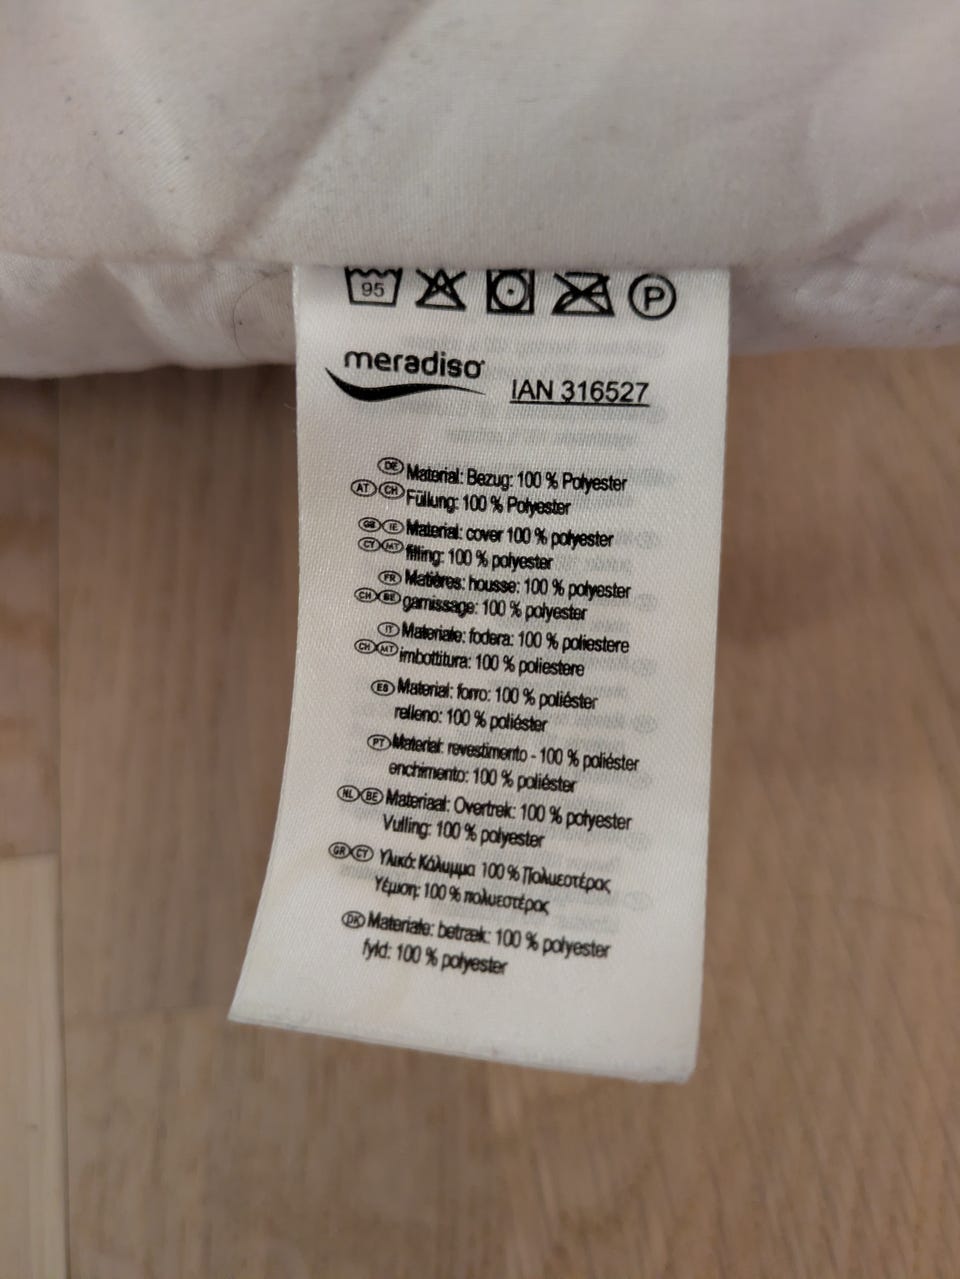 95
P
meradiso
IAN 316527
DE Material: Bezug: 100 % Polyester
AT CH Füllung: 100 % Polyester
GB IE Material: cover 100 % polyester
CY MT filling: 100 % polyester
FR Matières: housse: 100 % polyester
CH BE garnissage: 100 % polyester
IT Materiale: fodera: 100 % poliestere
CH MT imbottitura: 100 % poliestere
ES Material: forro: 100 % poliéster
relleno: 100 % poliéster
PT Material: revestimento - 100 % poliéster
enchimento: 100 % poliéster
NL BE Materiaal: Overtrek: 100 % polyester
Vulling: 100 % polyester
GR CY Υλικό: Κάλυμμα 100 % Πολυεστέρας
Υέμιση: 100 % πολυεστέρας
DK Materiale: betræk: 100 % polyester
fyld: 100 % polyester